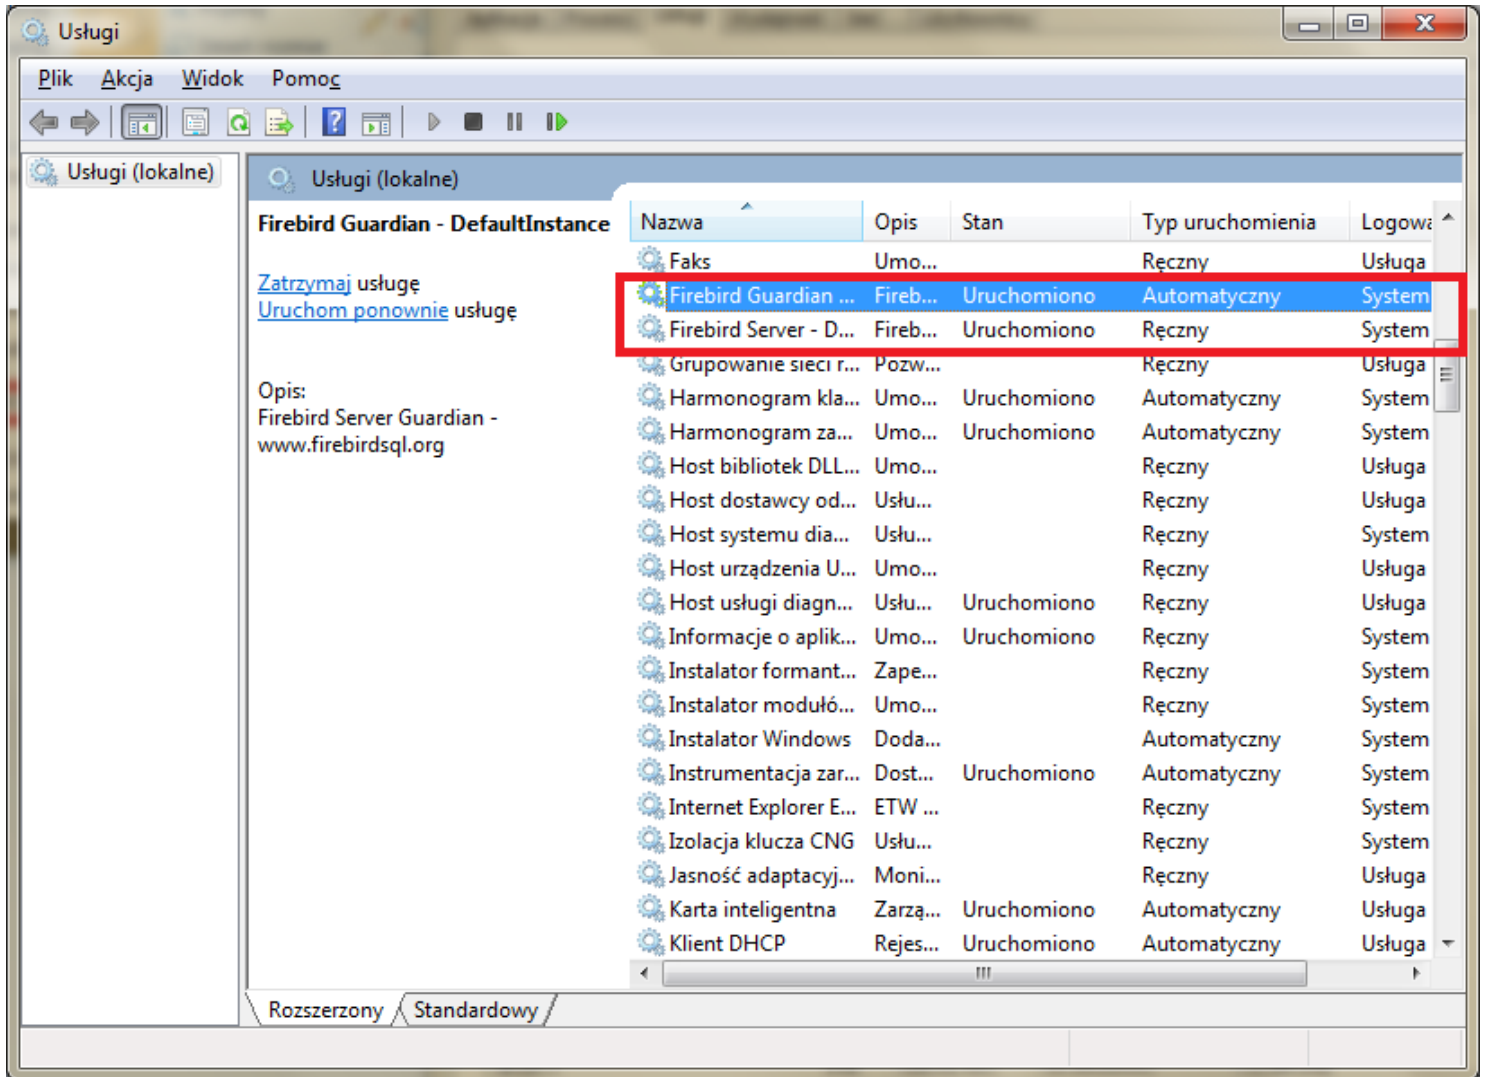 Usługi
Plik Akcja Widok Pomoc
Usługi (lokalne)
Usługi (lokalne)
Firebird Guardian - DefaultInstance
Zatrzymaj usługę
Uruchom ponownie usługę
Opis:
Firebird Server Guardian -
www.firebirdsql.org
Nazwa Opis Stan Typ uruchomienia Logowa
Faks Umo... Ręczny Usługa
Firebird Guardian ... Fireb... Uruchomiono Automatyczny System
Firebird Server - D... Fireb... Uruchomiono Ręczny System
Grupowanie sieci r... Pozw... Ręczny Usługa
Harmonogram kla... Umo... Uruchomiono Automatyczny System
Harmonogram za... Umo... Uruchomiono Automatyczny System
Host bibliotek DLL... Umo... Ręczny Usługa
Host dostawcy od... Usłu... Ręczny Usługa
Host systemu dia... Usłu... Ręczny System
Host urządzenia U... Umo... Ręczny Usługa
Host usługi diagn... Usłu... Uruchomiono Ręczny Usługa
Informacje o aplik... Umo... Uruchomiono Ręczny System
Instalator formant... Zape... Ręczny System
Instalator modułó... Umo... Ręczny System
Instalator Windows Doda... Automatyczny System
Instrumentacja zar... Dost... Uruchomiono Automatyczny System
Internet Explorer E... ETW ... Ręczny System
Izolacja klucza CNG Usłu... Ręczny System
Jasność adaptacyj... Moni... Ręczny Usługa
Karta inteligentna Zarzą... Uruchomiono Automatyczny Usługa
Klient DHCP Rejes... Uruchomiono Automatyczny Usługa
Rozszerzony Standardowy